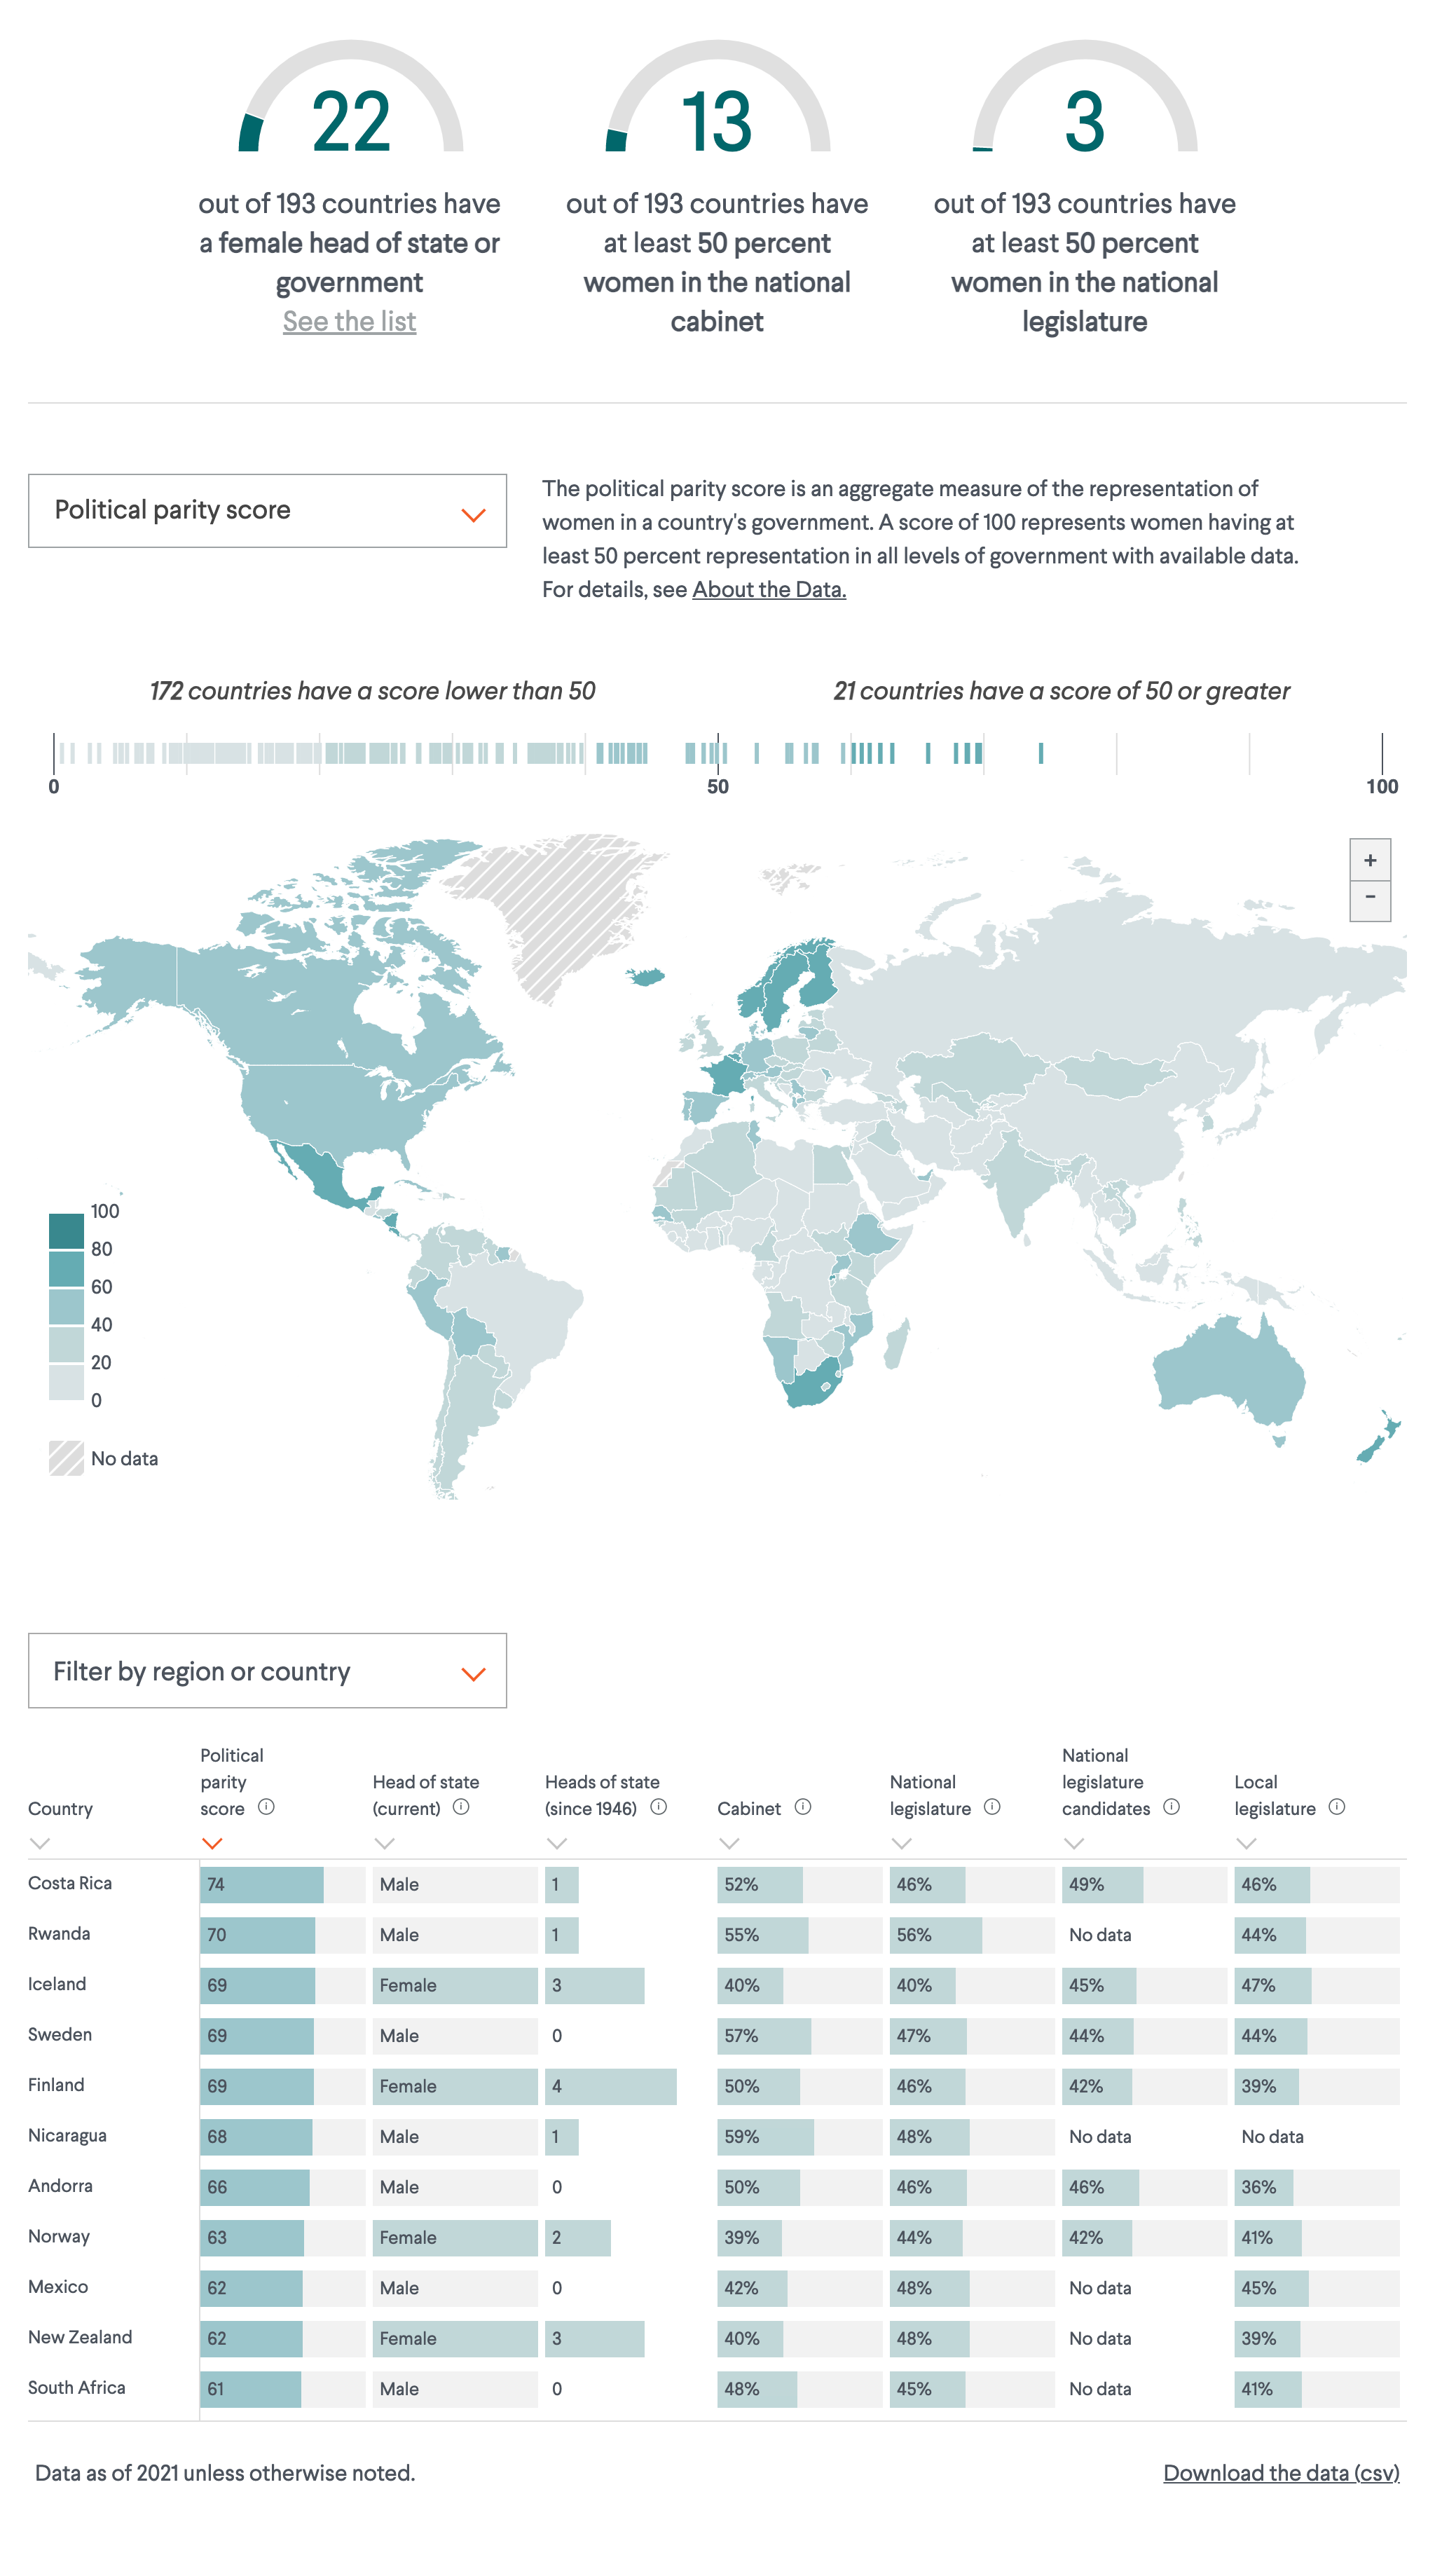 22
out of 193 countries have
a female head of state or
government
See the list
13
out of 193 countries have
at least 50 percent
women in the national
cabinet
3
out of 193 countries have
at least 50 percent
women in the national
legislature
Political parity score
The political parity score is an aggregate measure of the representation of
women in a country's government. A score of 100 represents women having at
least 50 percent representation in all levels of government with available data.
For details, see About the Data.
172 countries have a score lower than 50
21 countries have a score of 50 or greater
0 50 100
+
−
100
80
60
40
20
0
No data
Filter by region or country
Country
Political
parity
score
Head of state
(current)
Heads of state
(since 1946)
Cabinet
National
legislature
National
legislature
candidates
Local
legislature
Costa Rica 74 Male 1 52% 46% 49% 46%
Rwanda 70 Male 1 55% 56% No data 44%
Iceland 69 Female 3 40% 40% 45% 47%
Sweden 69 Male 0 57% 47% 44% 44%
Finland 69 Female 4 50% 46% 42% 39%
Nicaragua 68 Male 1 59% 48% No data No data
Andorra 66 Male 0 50% 46% 46% 36%
Norway 63 Female 2 39% 44% 42% 41%
Mexico 62 Male 0 42% 48% No data 45%
New Zealand 62 Female 3 40% 48% No data 39%
South Africa 61 Male 0 48% 45% No data 41%
Data as of 2021 unless otherwise noted.
Download the data (csv)